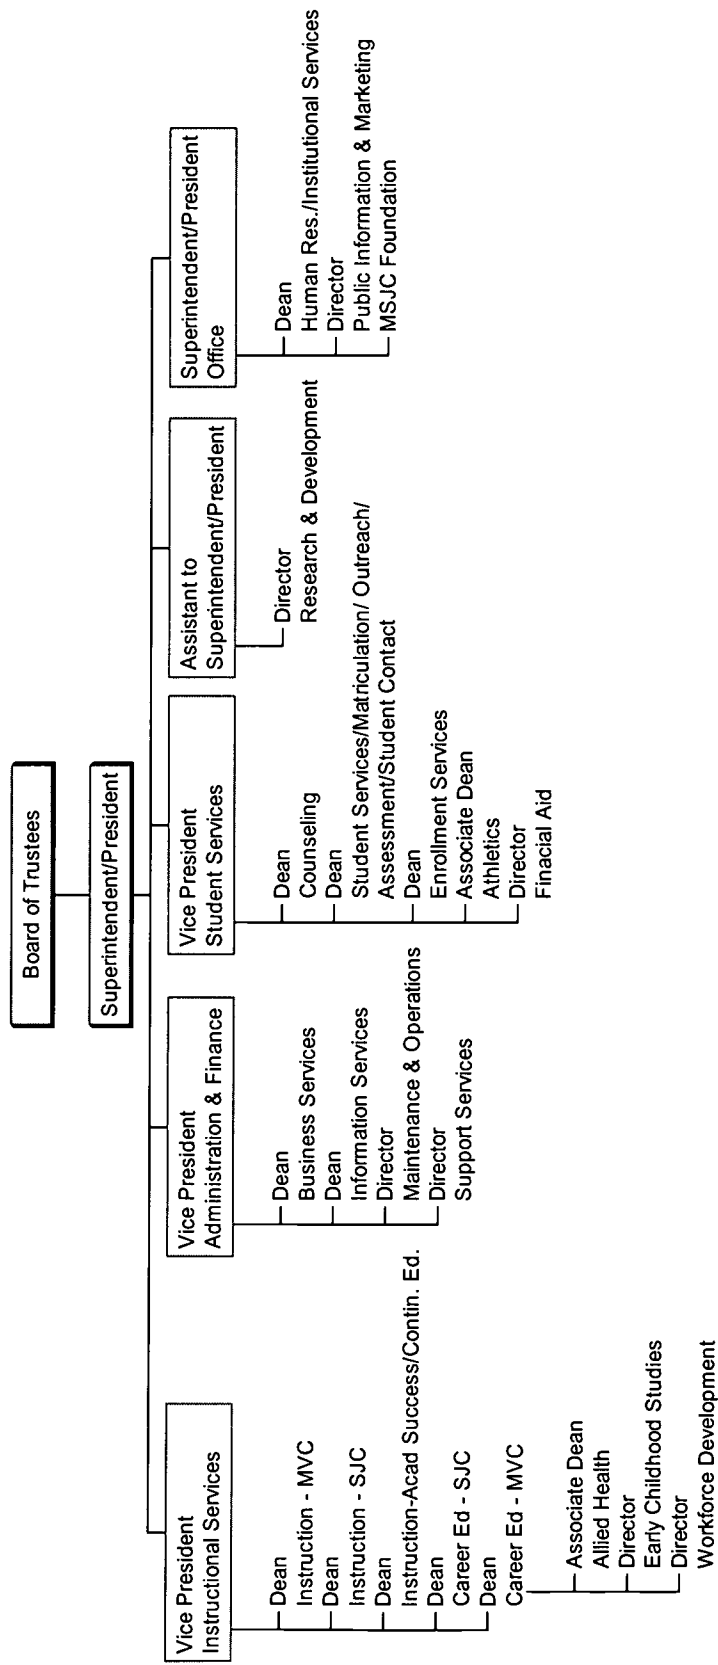 Board of Trustees
Superintendent/President
Vice President
Instructional Services
Dean
Instruction - MVC
Dean
Instruction - SJC
Dean
Instruction-Acad Success/Contin. Ed.
Dean
Career Ed - SJC
Dean
Career Ed - MVC
Associate Dean
Allied Health
Director
Early Childhood Studies
Director
Workforce Development
Vice President
Administration & Finance
Dean
Business Services
Dean
Information Services
Director
Maintenance & Operations
Director
Support Services
Vice President
Student Services
Dean
Counseling
Dean
Student Services/Matriculation/ Outreach/
Assessment/Student Contact
Dean
Enrollment Services
Associate Dean
Athletics
Director
Finacial Aid
Assistant to
Superintendent/President
Director
Research & Development
Superintendent/President
Office
Dean
Human Res./Institutional Services
Director
Public Information & Marketing
MSJC Foundation